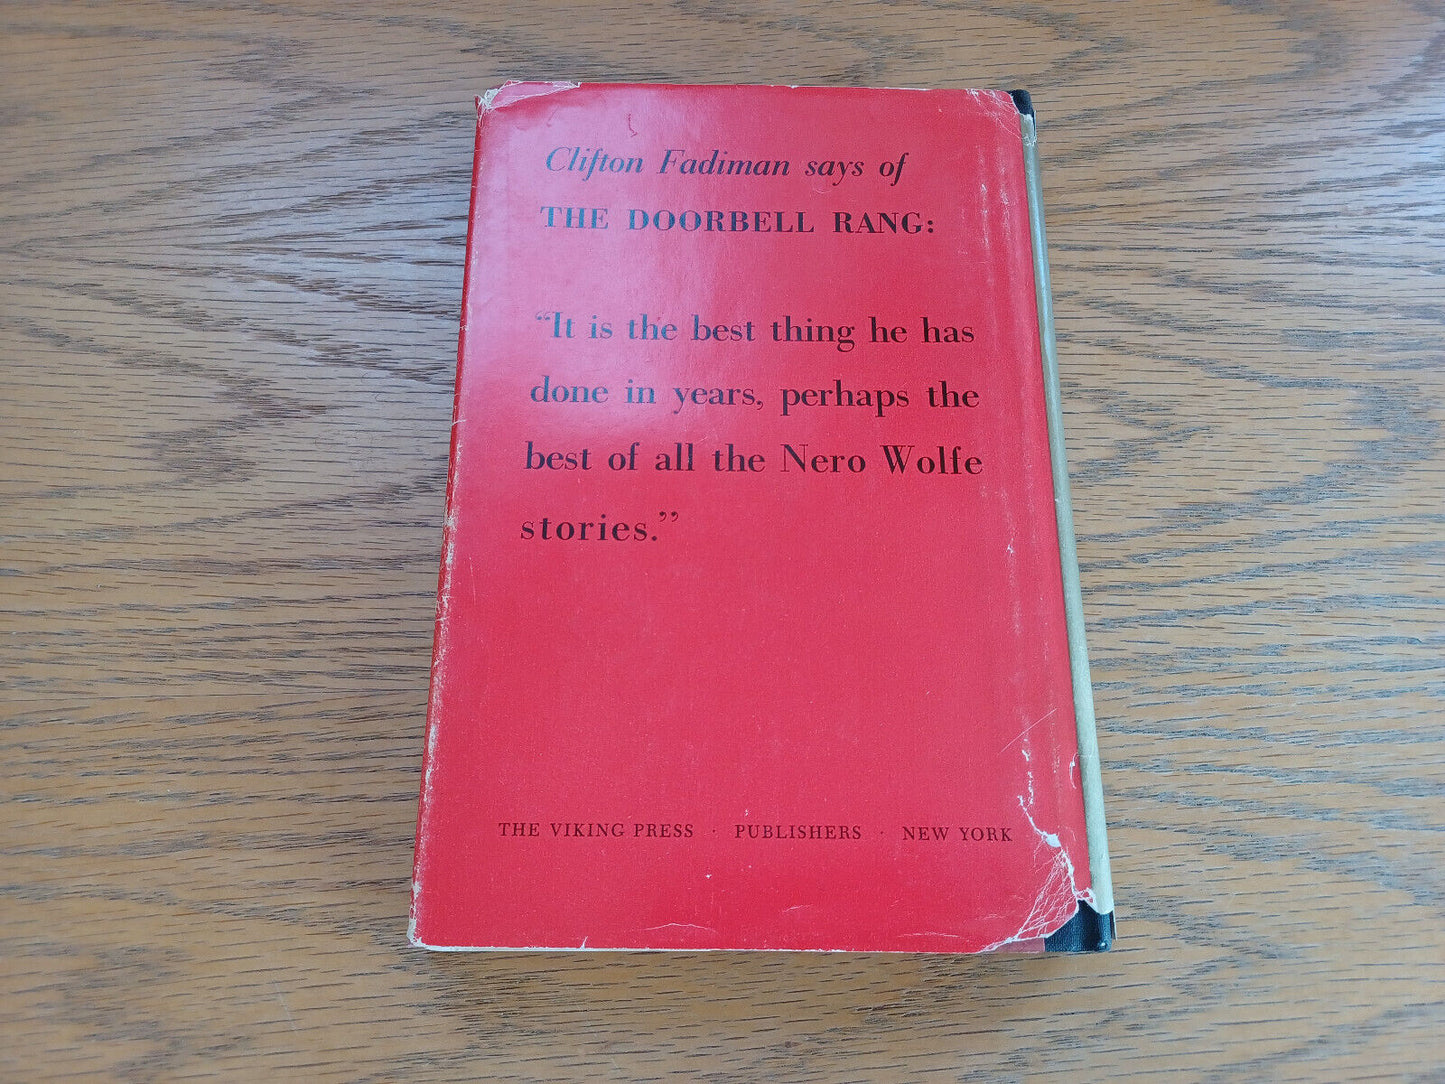 Clifton Fadiman says of
THE DOORBELL RANG:
“It is the best thing he has
done in years, perhaps the
best of all the Nero Wolfe
stories.”
THE VIKING PRESS · PUBLISHERS · NEW YORK